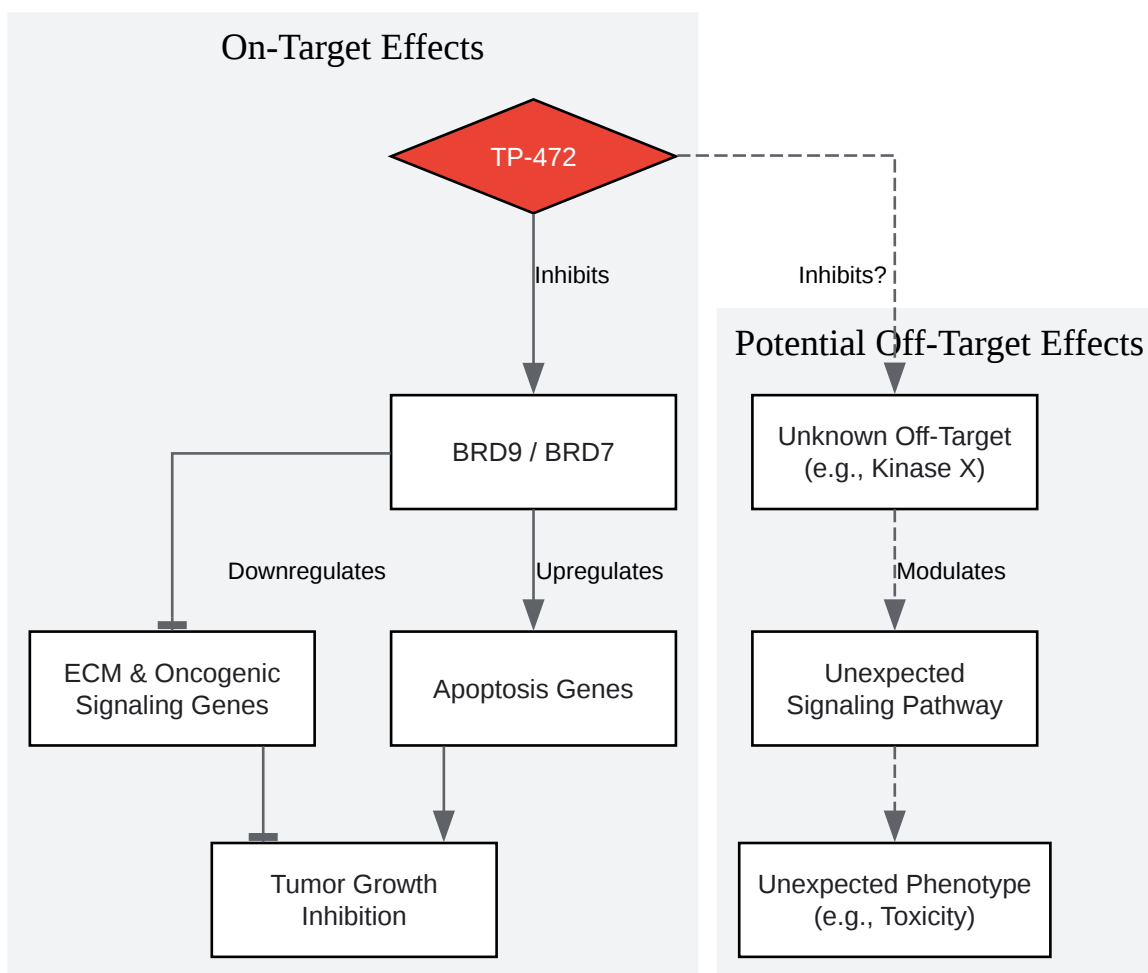 On-Target Effects
TP-472
Inhibits
Inhibits?
Potential Off-Target Effects
BRD9 / BRD7
Unknown Off-Target
(e.g., Kinase X)
Downregulates
Upregulates
Modulates
ECM & Oncogenic
Signaling Genes
Apoptosis Genes
Unexpected
Signaling Pathway
Tumor Growth
Inhibition
Unexpected Phenotype
(e.g., Toxicity)